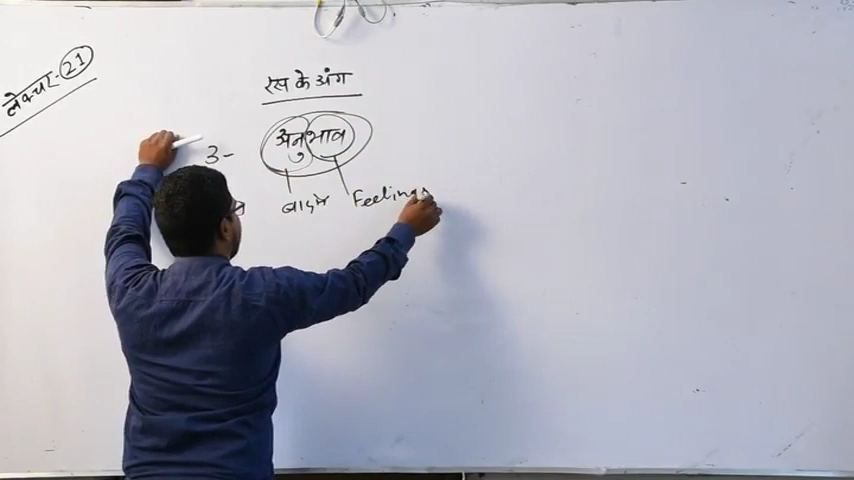 लेक्चर-21
रस के अंग
3- अनुभाव
बाद में Feelings